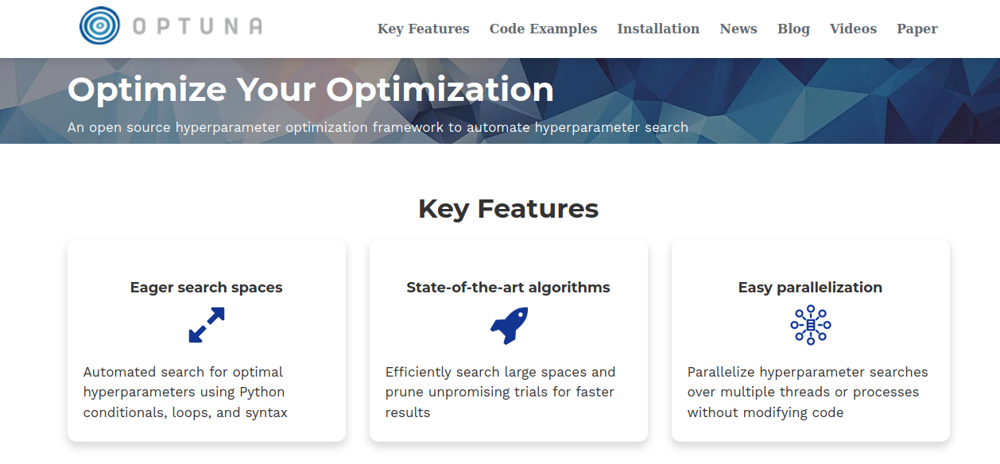 OPTUNA
Key Features Code Examples Installation News Blog Videos Paper
Optimize Your Optimization
An open source hyperparameter optimization framework to automate hyperparameter search
Key Features
Eager search spaces
Automated search for optimal
hyperparameters using Python
conditionals, loops, and syntax
State-of-the-art algorithms
Efficiently search large spaces and
prune unpromising trials for faster
results
Easy parallelization
Parallelize hyperparameter searches
over multiple threads or processes
without modifying code